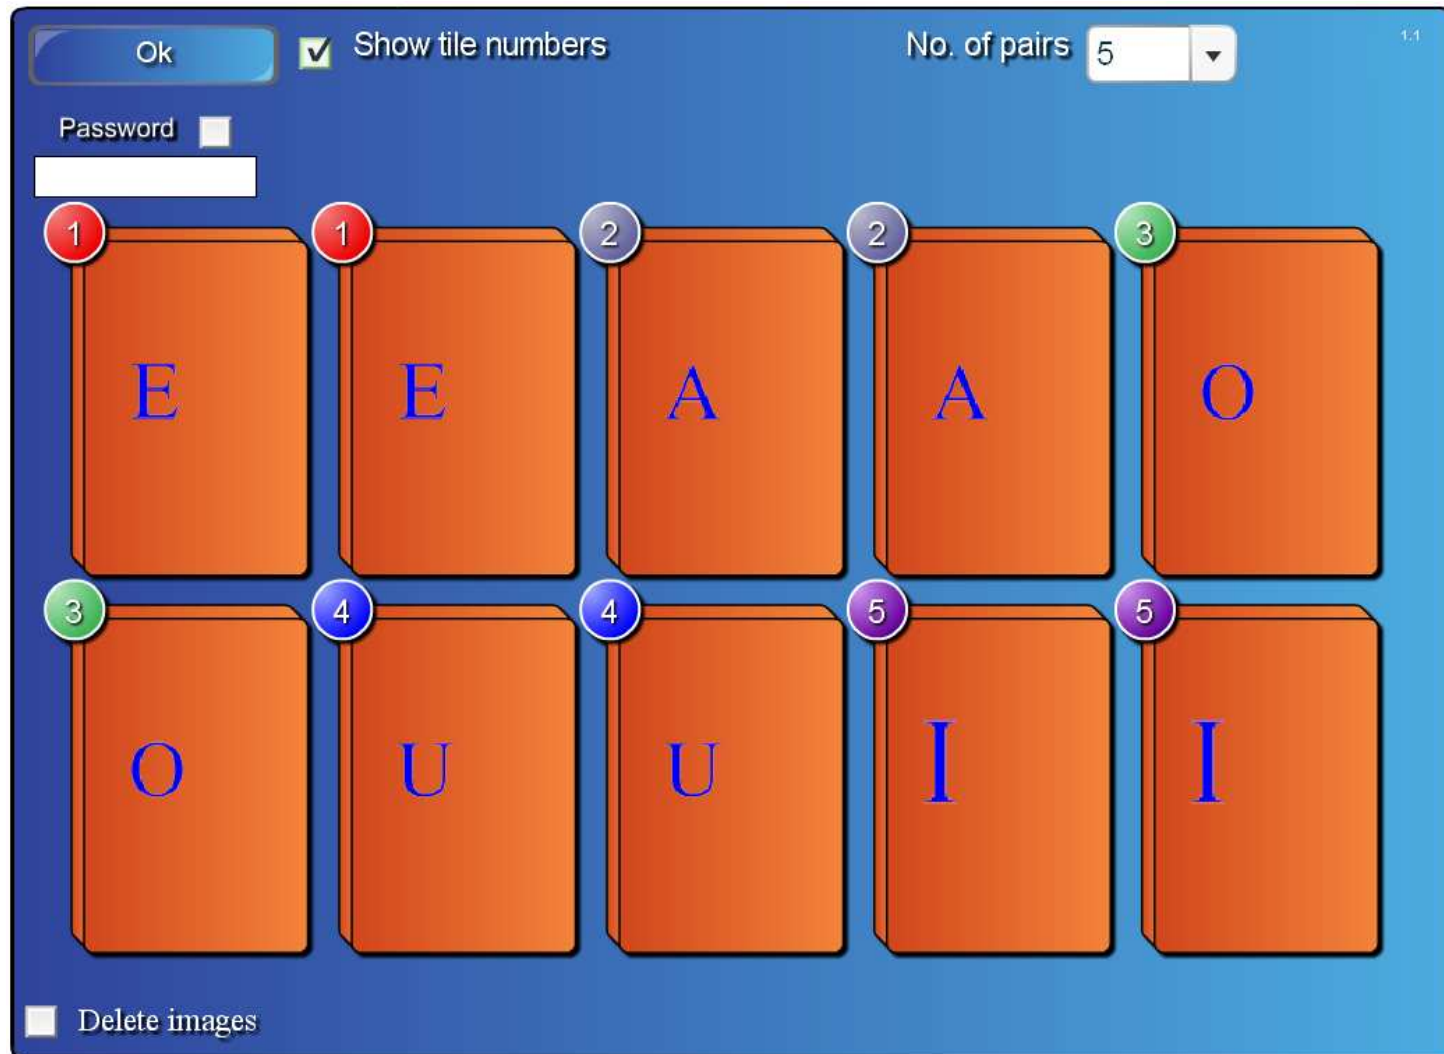 Ok
Show tile numbers
No. of pairs 5
1.1
Password
1 1 2 2 3
E E A A O
3 4 4 5 5
O U U I I
Delete images